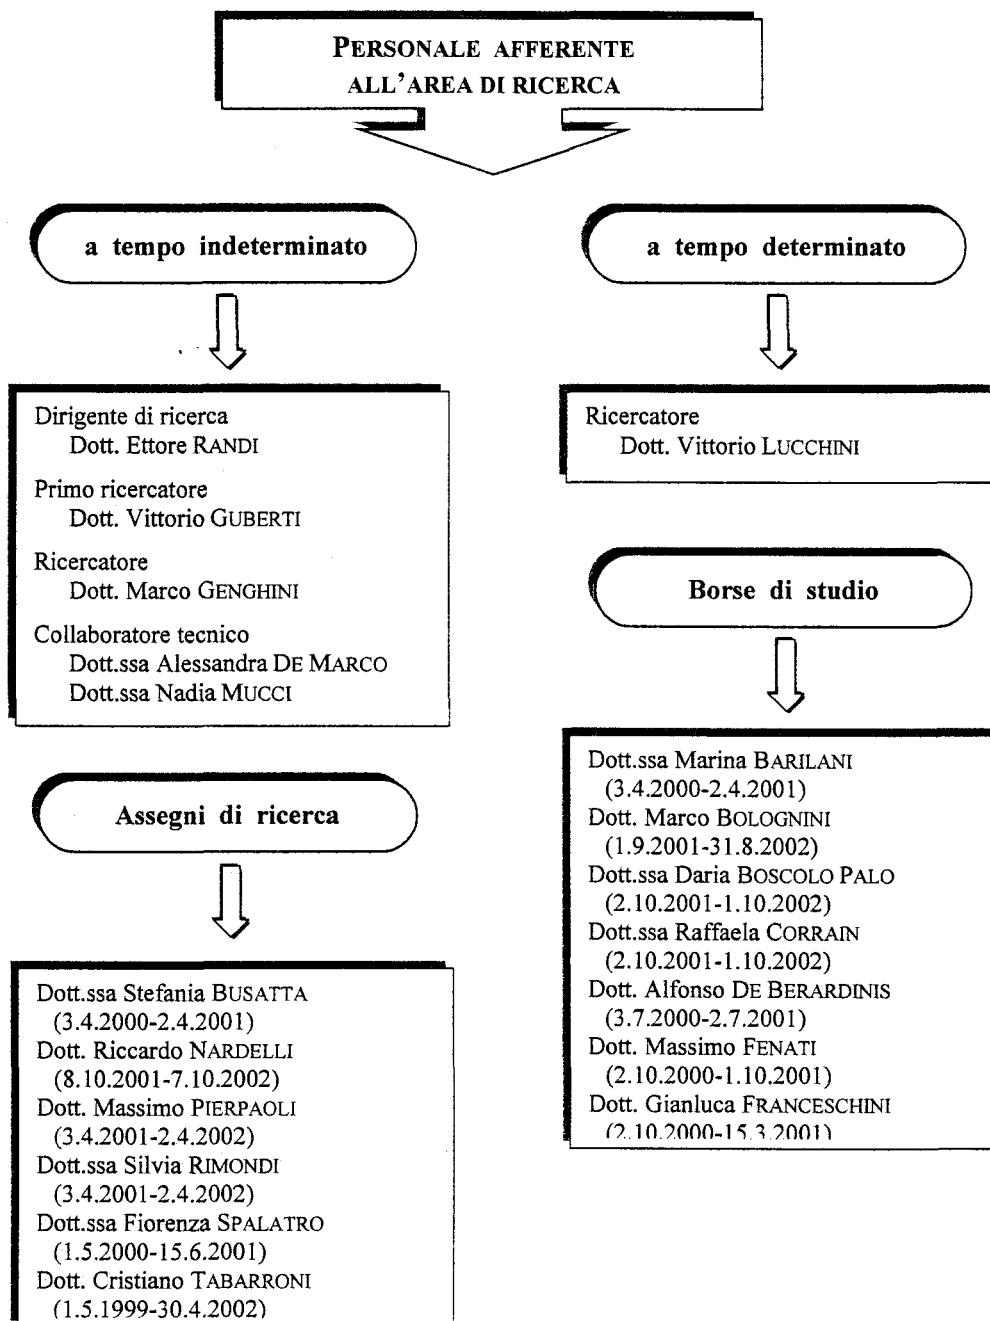 PERSONALE AFFERENTE
ALL'AREA DI RICERCA
a tempo indeterminato
Dirigente di ricerca
Dott. Ettore RANDI
Primo ricercatore
Dott. Vittorio GUBERTI
Ricercatore
Dott. Marco GENGHINI
Collaboratore tecnico
Dott.ssa Alessandra DE MARCO
Dott.ssa Nadia MUCCI
Assegni di ricerca
Dott.ssa Stefania BUSATTA
(3.4.2000-2.4.2001)
Dott. Riccardo NARDELLI
(8.10.2001-7.10.2002)
Dott. Massimo PIERPAOLI
(3.4.2001-2.4.2002)
Dott.ssa Silvia RIMONDI
(3.4.2001-2.4.2002)
Dott.ssa Fiorenza SPALATRO
(1.5.2000-15.6.2001)
Dott. Cristiano TABARRONI
(1.5.1999-30.4.2002)
a tempo determinato
Ricercatore
Dott. Vittorio LUCCHINI
Borse di studio
Dott.ssa Marina BARILANI
(3.4.2000-2.4.2001)
Dott. Marco BOLOGNINI
(1.9.2001-31.8.2002)
Dott.ssa Daria BOSCOLO PALO
(2.10.2001-1.10.2002)
Dott.ssa Raffaela CORRAIN
(2.10.2001-1.10.2002)
Dott. Alfonso DE BERARDINIS
(3.7.2000-2.7.2001)
Dott. Massimo FENATI
(2.10.2000-1.10.2001)
Dott. Gianluca FRANCESCHINI
(2.10.2000-15.3.2001)